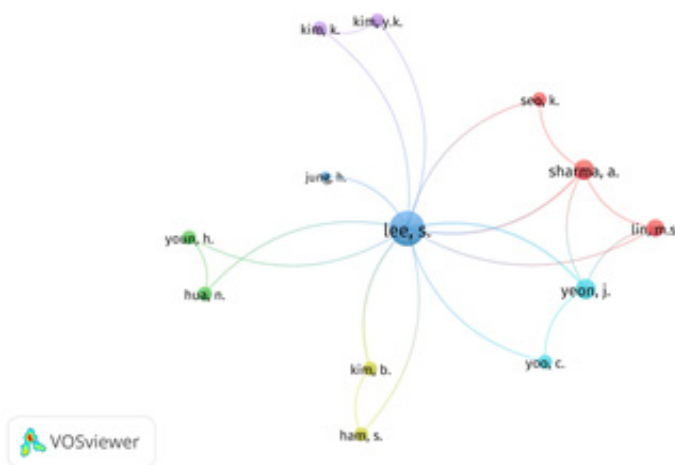 kim, k.
kim, y.k.
seo, k.
sharma, a.
jung, h.
lee, s.
lin, m.s
youn, h.
hua, n.
yeon, j.
kim, b.
yoo, c.
ham, s.
VOSviewer